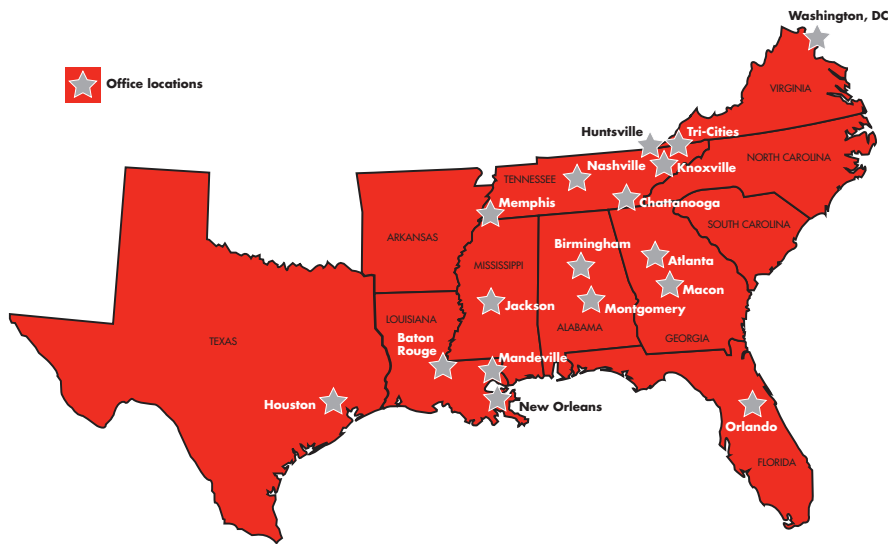 Washington, DC
Office locations
VIRGINIA
Huntsville
Tri-Cities
NORTH CAROLINA
Nashville
Knoxville
TENNESSEE
Memphis
Chattanooga
SOUTH CAROLINA
ARKANSAS
Birmingham
Atlanta
MISSISSIPPI
Macon
Jackson
Montgomery
LOUISIANA
ALABAMA
GEORGIA
TEXAS
Baton
Rouge
Mandeville
Houston
New Orleans
Orlando
FLORIDA